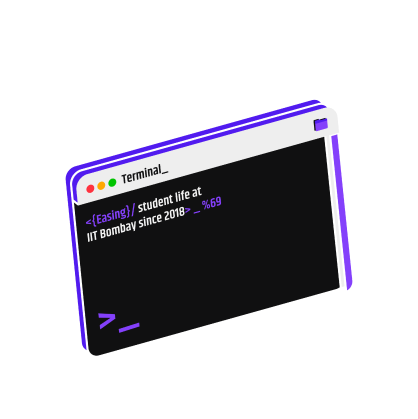 Terminal_
<{Easing}/ student life at
IIT Bombay since 2018> _ %69
>_